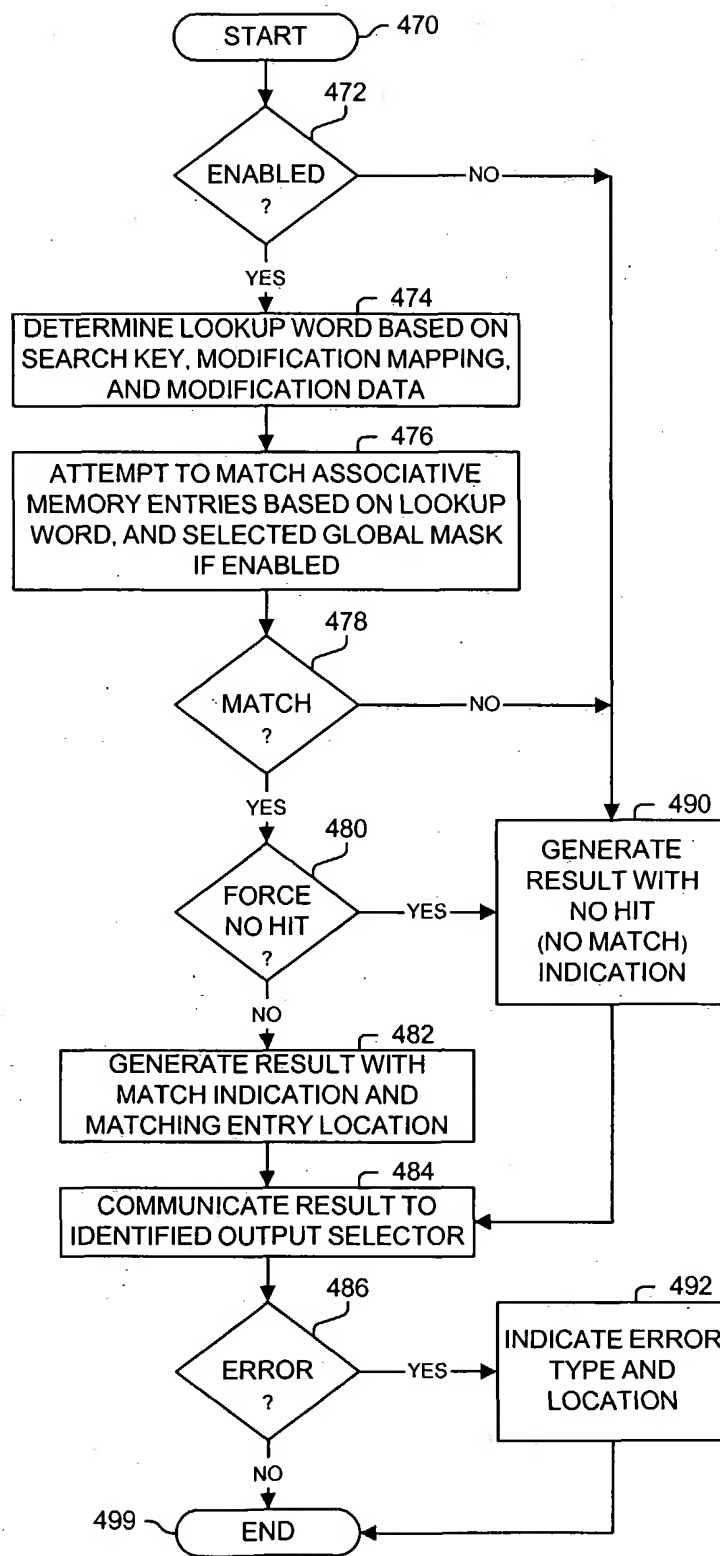 START
470
472
ENABLED
?
NO
YES
474
DETERMINE LOOKUP WORD BASED ON
SEARCH KEY, MODIFICATION MAPPING,
AND MODIFICATION DATA
476
ATTEMPT TO MATCH ASSOCIATIVE
MEMORY ENTRIES BASED ON LOOKUP
WORD, AND SELECTED GLOBAL MASK
IF ENABLED
478
MATCH
?
NO
YES
480
FORCE
NO HIT
?
YES
NO
490
GENERATE
RESULT WITH
NO HIT
(NO MATCH)
INDICATION
482
GENERATE RESULT WITH
MATCH INDICATION AND
MATCHING ENTRY LOCATION
484
COMMUNICATE RESULT TO
IDENTIFIED OUTPUT SELECTOR
486
ERROR
?
YES
NO
492
INDICATE ERROR
TYPE AND
LOCATION
499
END